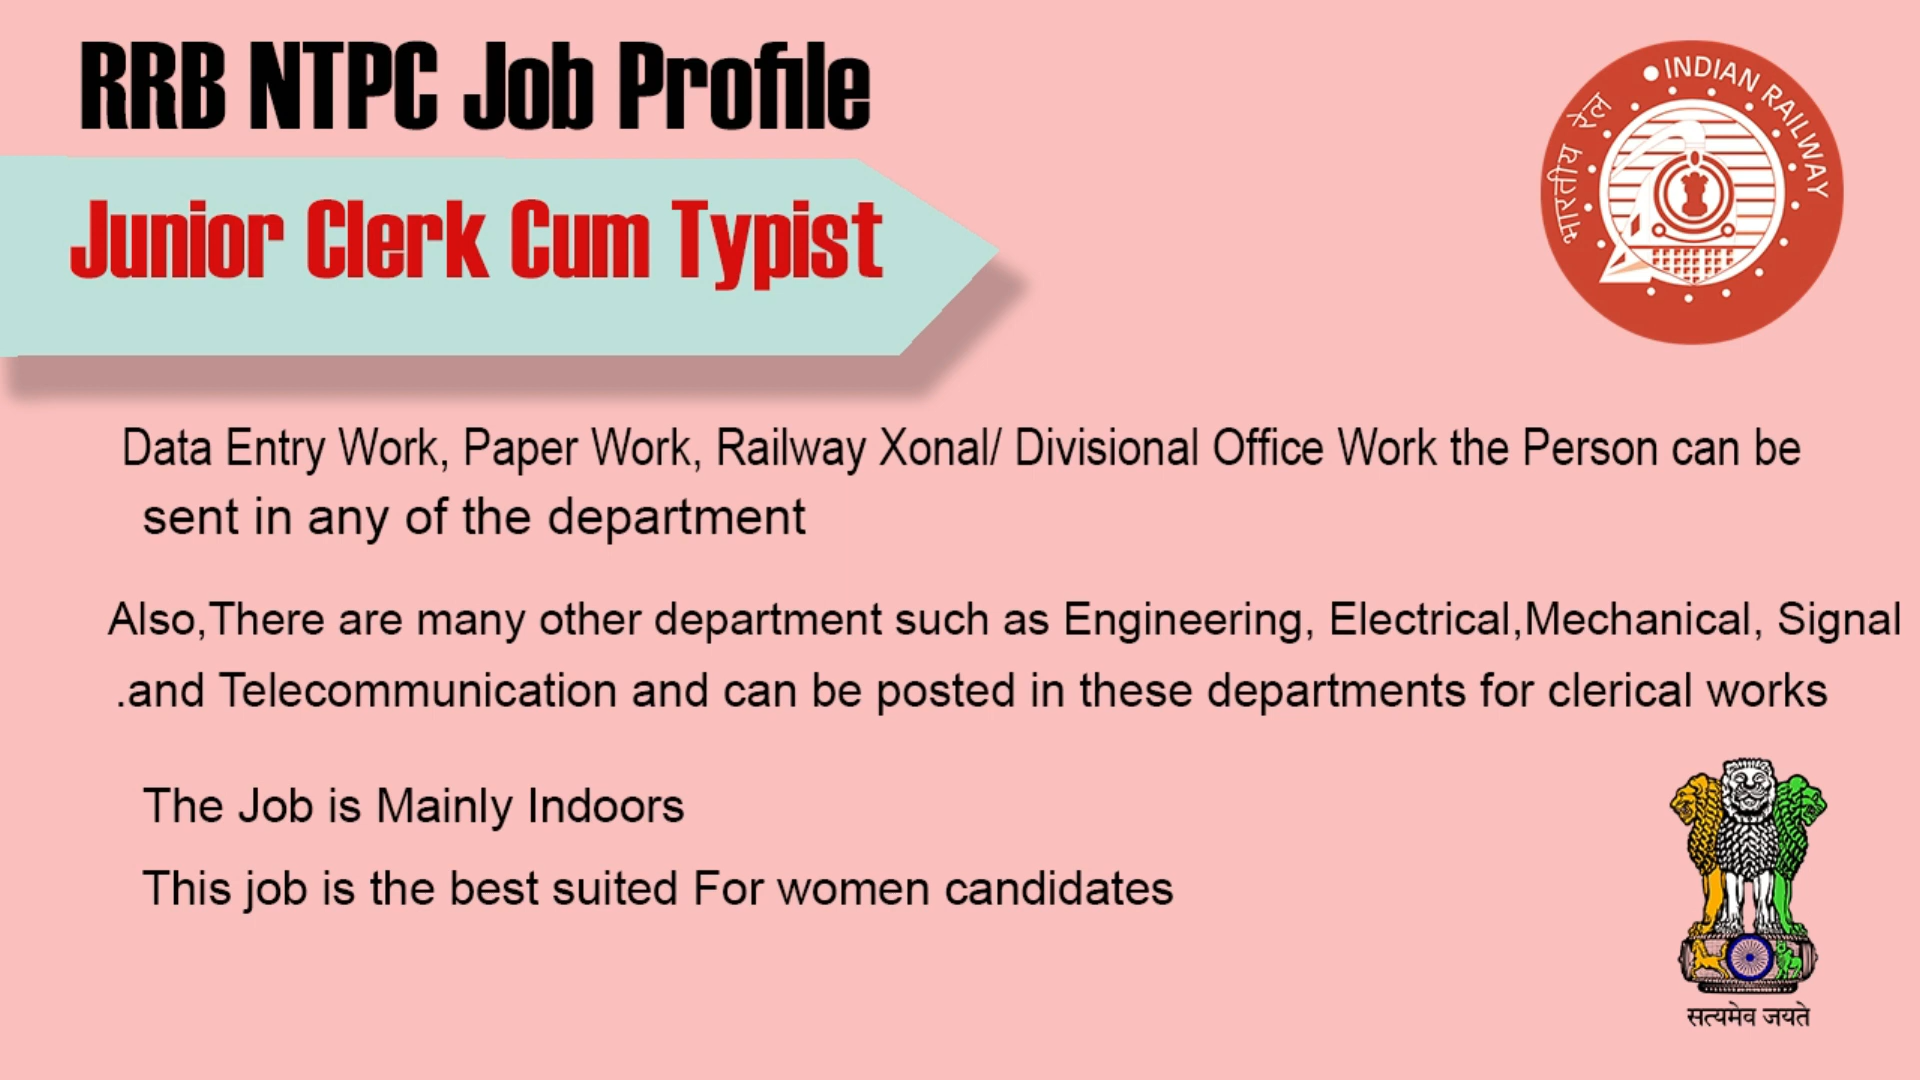 RRB NTPC Job Profile
INDIAN RAILWAY
भारतीय रेल
Junior Clerk Cum Typist
Data Entry Work, Paper Work, Railway Xonal/ Divisional Office Work the Person can be
sent in any of the department
Also,There are many other department such as Engineering, Electrical,Mechanical, Signal
.and Telecommunication and can be posted in these departments for clerical works
The Job is Mainly Indoors
This job is the best suited For women candidates
सत्यमेव जयते